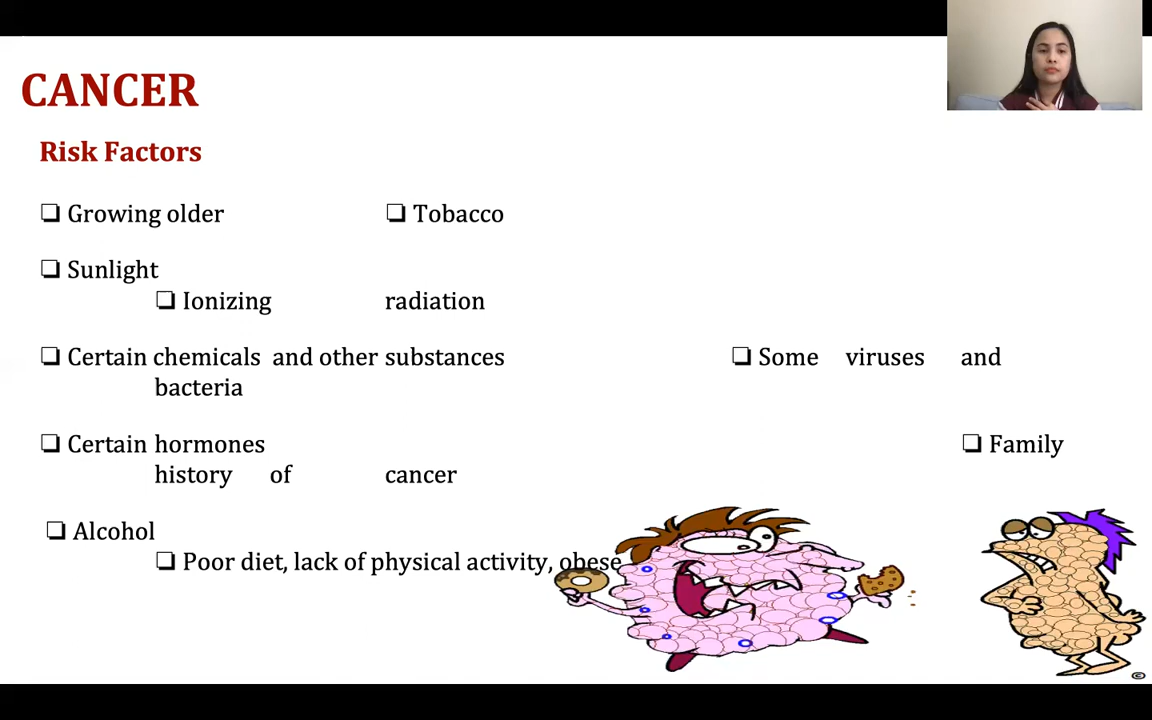 CANCER
Risk Factors
❏ Growing older ❏ Tobacco
❏ Sunlight
❏ Ionizing radiation
❏ Certain chemicals and other substances ❏ Some viruses and
bacteria
❏ Certain hormones ❏ Family
history of cancer
❏ Alcohol
❏ Poor diet, lack of physical activity, obese
©